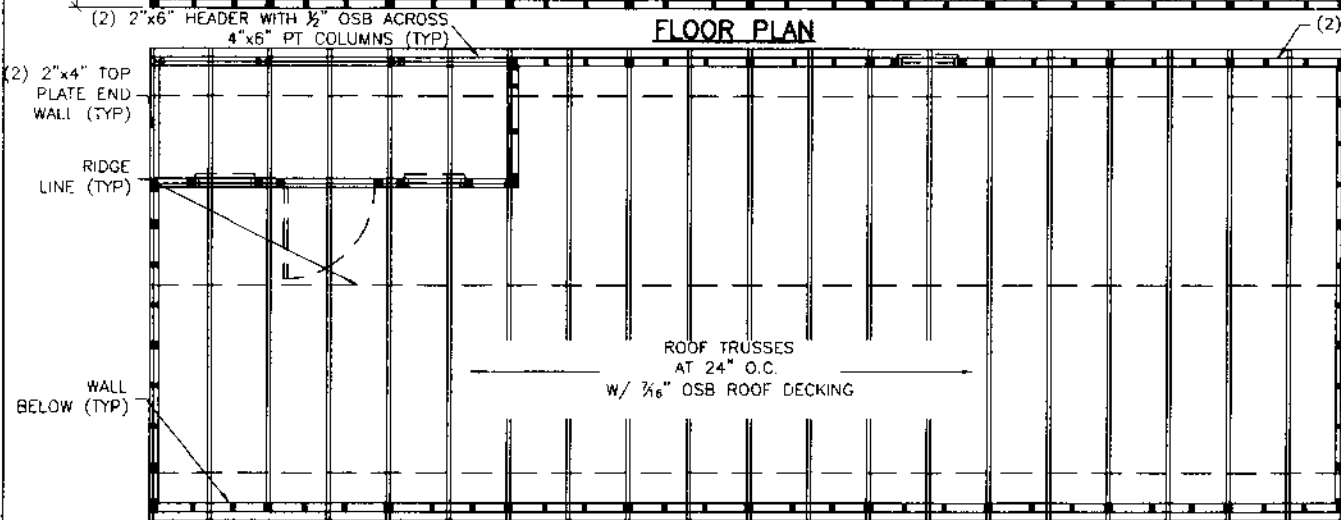 (2) 2"x6" HEADER WITH ½" OSB ACROSS
4"x6" PT COLUMNS (TYP)
FLOOR PLAN
(2)
(2) 2"x4" TOP
PLATE END
WALL (TYP)
RIDGE
LINE (TYP)
ROOF TRUSSES
AT 24" O.C.
W/ 7/16" OSB ROOF DECKING
WALL
BELOW (TYP)